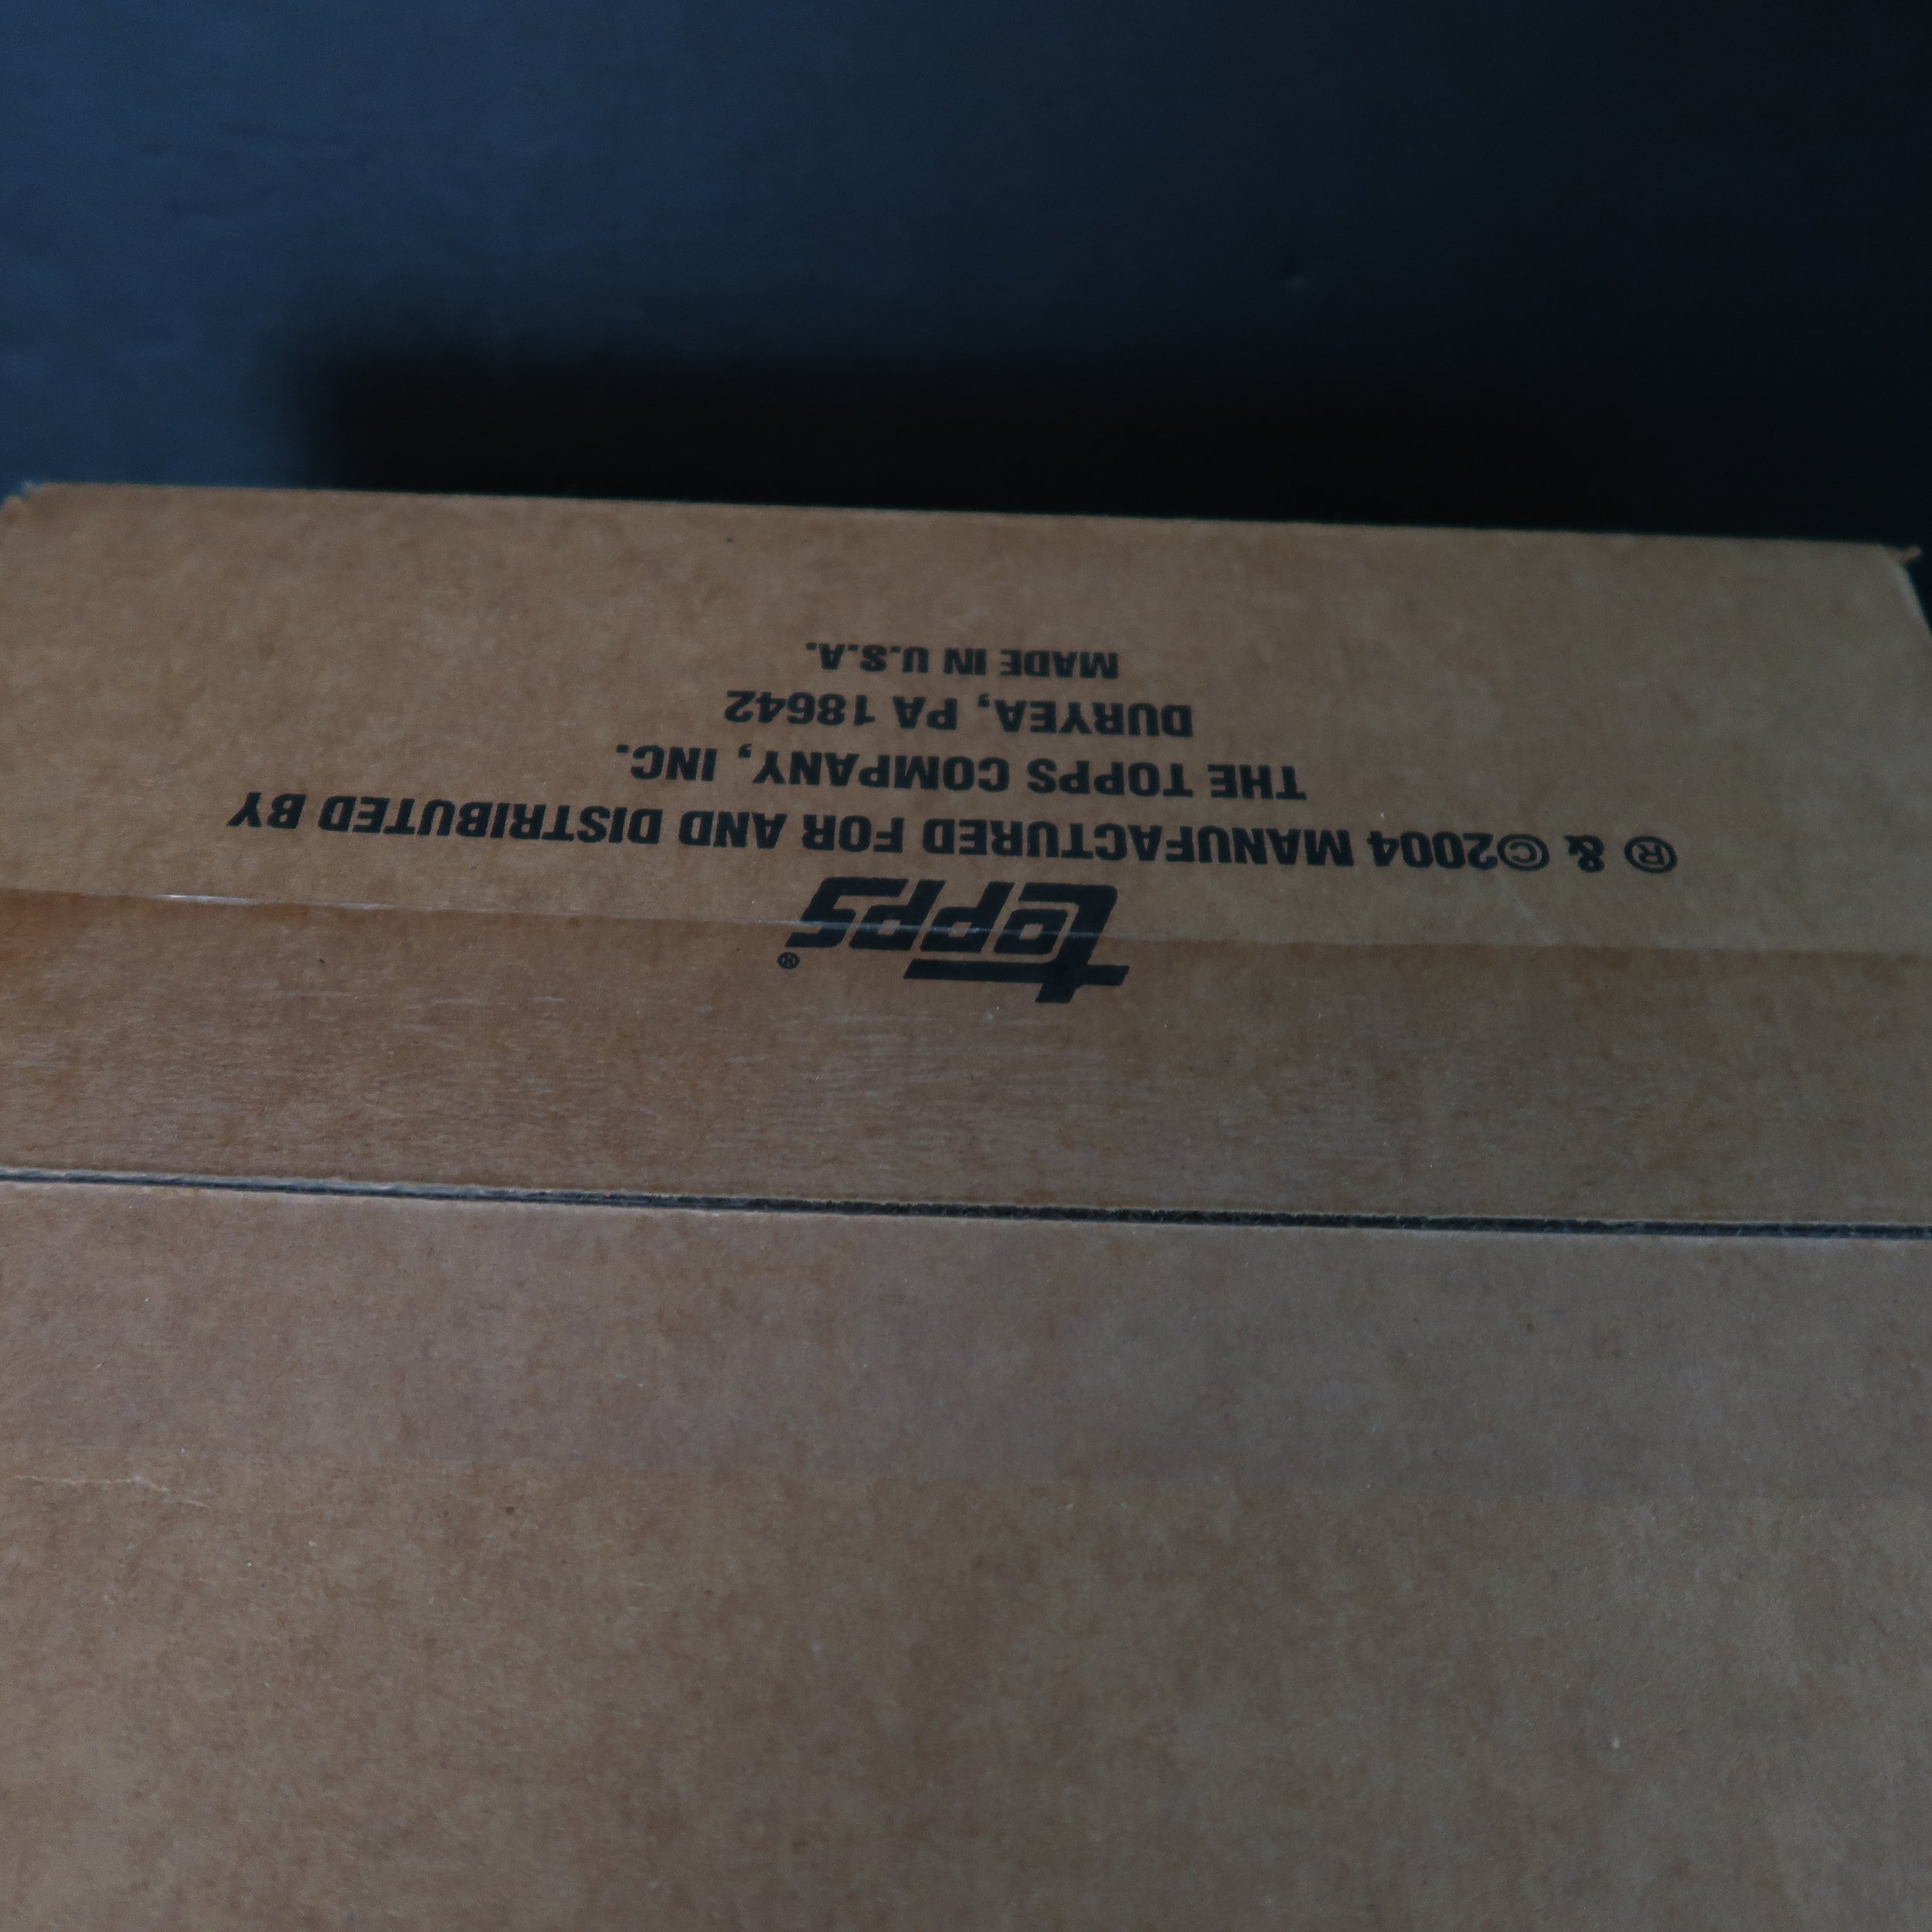 topps®
® & ©2004 MANUFACTURED FOR AND DISTRIBUTED BY
THE TOPPS COMPANY, INC.
DURYEA, PA 18642
MADE IN U.S.A.